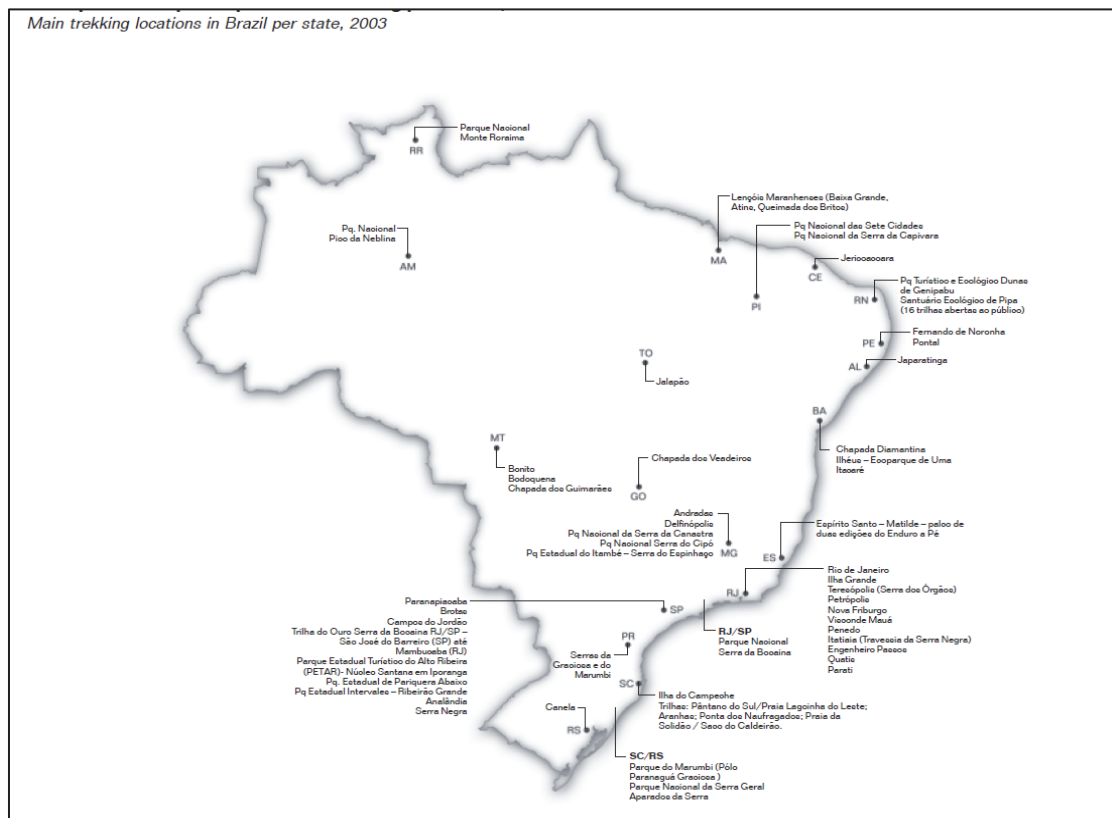 Main trekking locations in Brazil per state, 2003
Parque Nacional
Monte Roraima
RR
Pq. Nacional
Pico da Neblina
AM
Lençóis Maranhenses (Baixa Grande,
Atins, Queimada dos Britos)
MA
Pq Nacional das Sete Cidades
Pq Nacional da Serra da Capivara
PI
Jericoacoara
CE
Pq Turístico e Ecológico Dunas
de Genipabu
Santuário Ecológico de Pipa
(16 trilhas abertas ao público)
RN
Fernando de Noronha
Pontal
PE
Japaratinga
AL
TO
Jalapão
BA
Chapada Diamantina
Ilhéus – Ecoparque de Uma
Itacaré
MT
Bonito
Bodoquena
Chapada dos Guimarães
Chapada dos Veadeiros
GO
Andradas
Delfinópolis
Pq Nacional da Serra da Canastra
Pq Nacional Serra do Cipó
Pq Estadual do Itambé – Serra do Espinhaço
MG
Espírito Santo – Matilde – palco de
duas edições do Enduro a Pé
ES
RJ
Rio de Janeiro
Ilha Grande
Teresópolis (Serra dos Órgãos)
Petrópolis
Nova Friburgo
Visconde Mauá
Penedo
Itatiaia (Travessia da Serra Negra)
Engenheiro Passos
Quatis
Parati
Paranapiacaba
Brotas
Campos do Jordão
Trilha do Ouro Serra da Bocaina RJ/SP –
São José do Barreiro (SP) até
Mambucaba (RJ)
Parque Estadual Turístico do Alto Ribeira
(PETAR)- Núcleo Santana em Iporanga
Pq. Estadual de Pariquera Abaixo
Pq Estadual Intervales – Ribeirão Grande
Analândia
Serra Negra
SP
RJ/SP
Parque Nacional
Serra da Bocaina
PR
Serras da
Graciosa e do
Marumbi
SC
Ilha do Campeche
Trilhas: Pântano do Sul/Praia Lagoinha do Leste;
Aranhas; Ponta dos Naufragados; Praia da
Solidão / Saco do Caldeirão.
Canela
RS
SC/RS
Parque do Marumbi (Pólo
Paranaguá Graciosa )
Parque Nacional da Serra Geral
Aparados da Serra